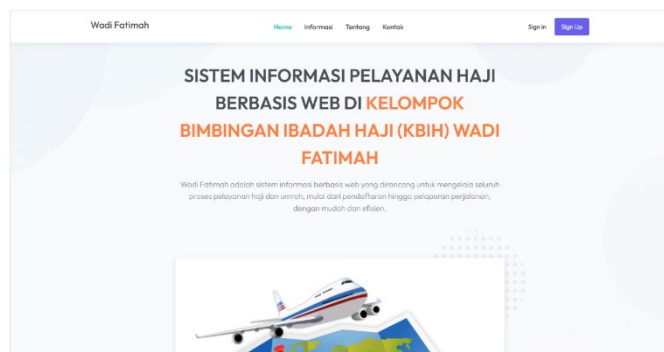 Wadi Fatimah
Home Informasi Tentang Kontak
Sign in Sign Up
SISTEM INFORMASI PELAYANAN HAJI
BERBASIS WEB DI KELOMPOK
BIMBINGAN IBADAH HAJI (KBIH) WADI
FATIMAH
Wadi Fatimah adalah sistem informasi berbasis web yang dirancang untuk mengelola seluruh
proses pelayanan haji dan umrah, mulai dari pendaftaran hingga pelaporan perjalanan,
dengan mudah dan efisien.